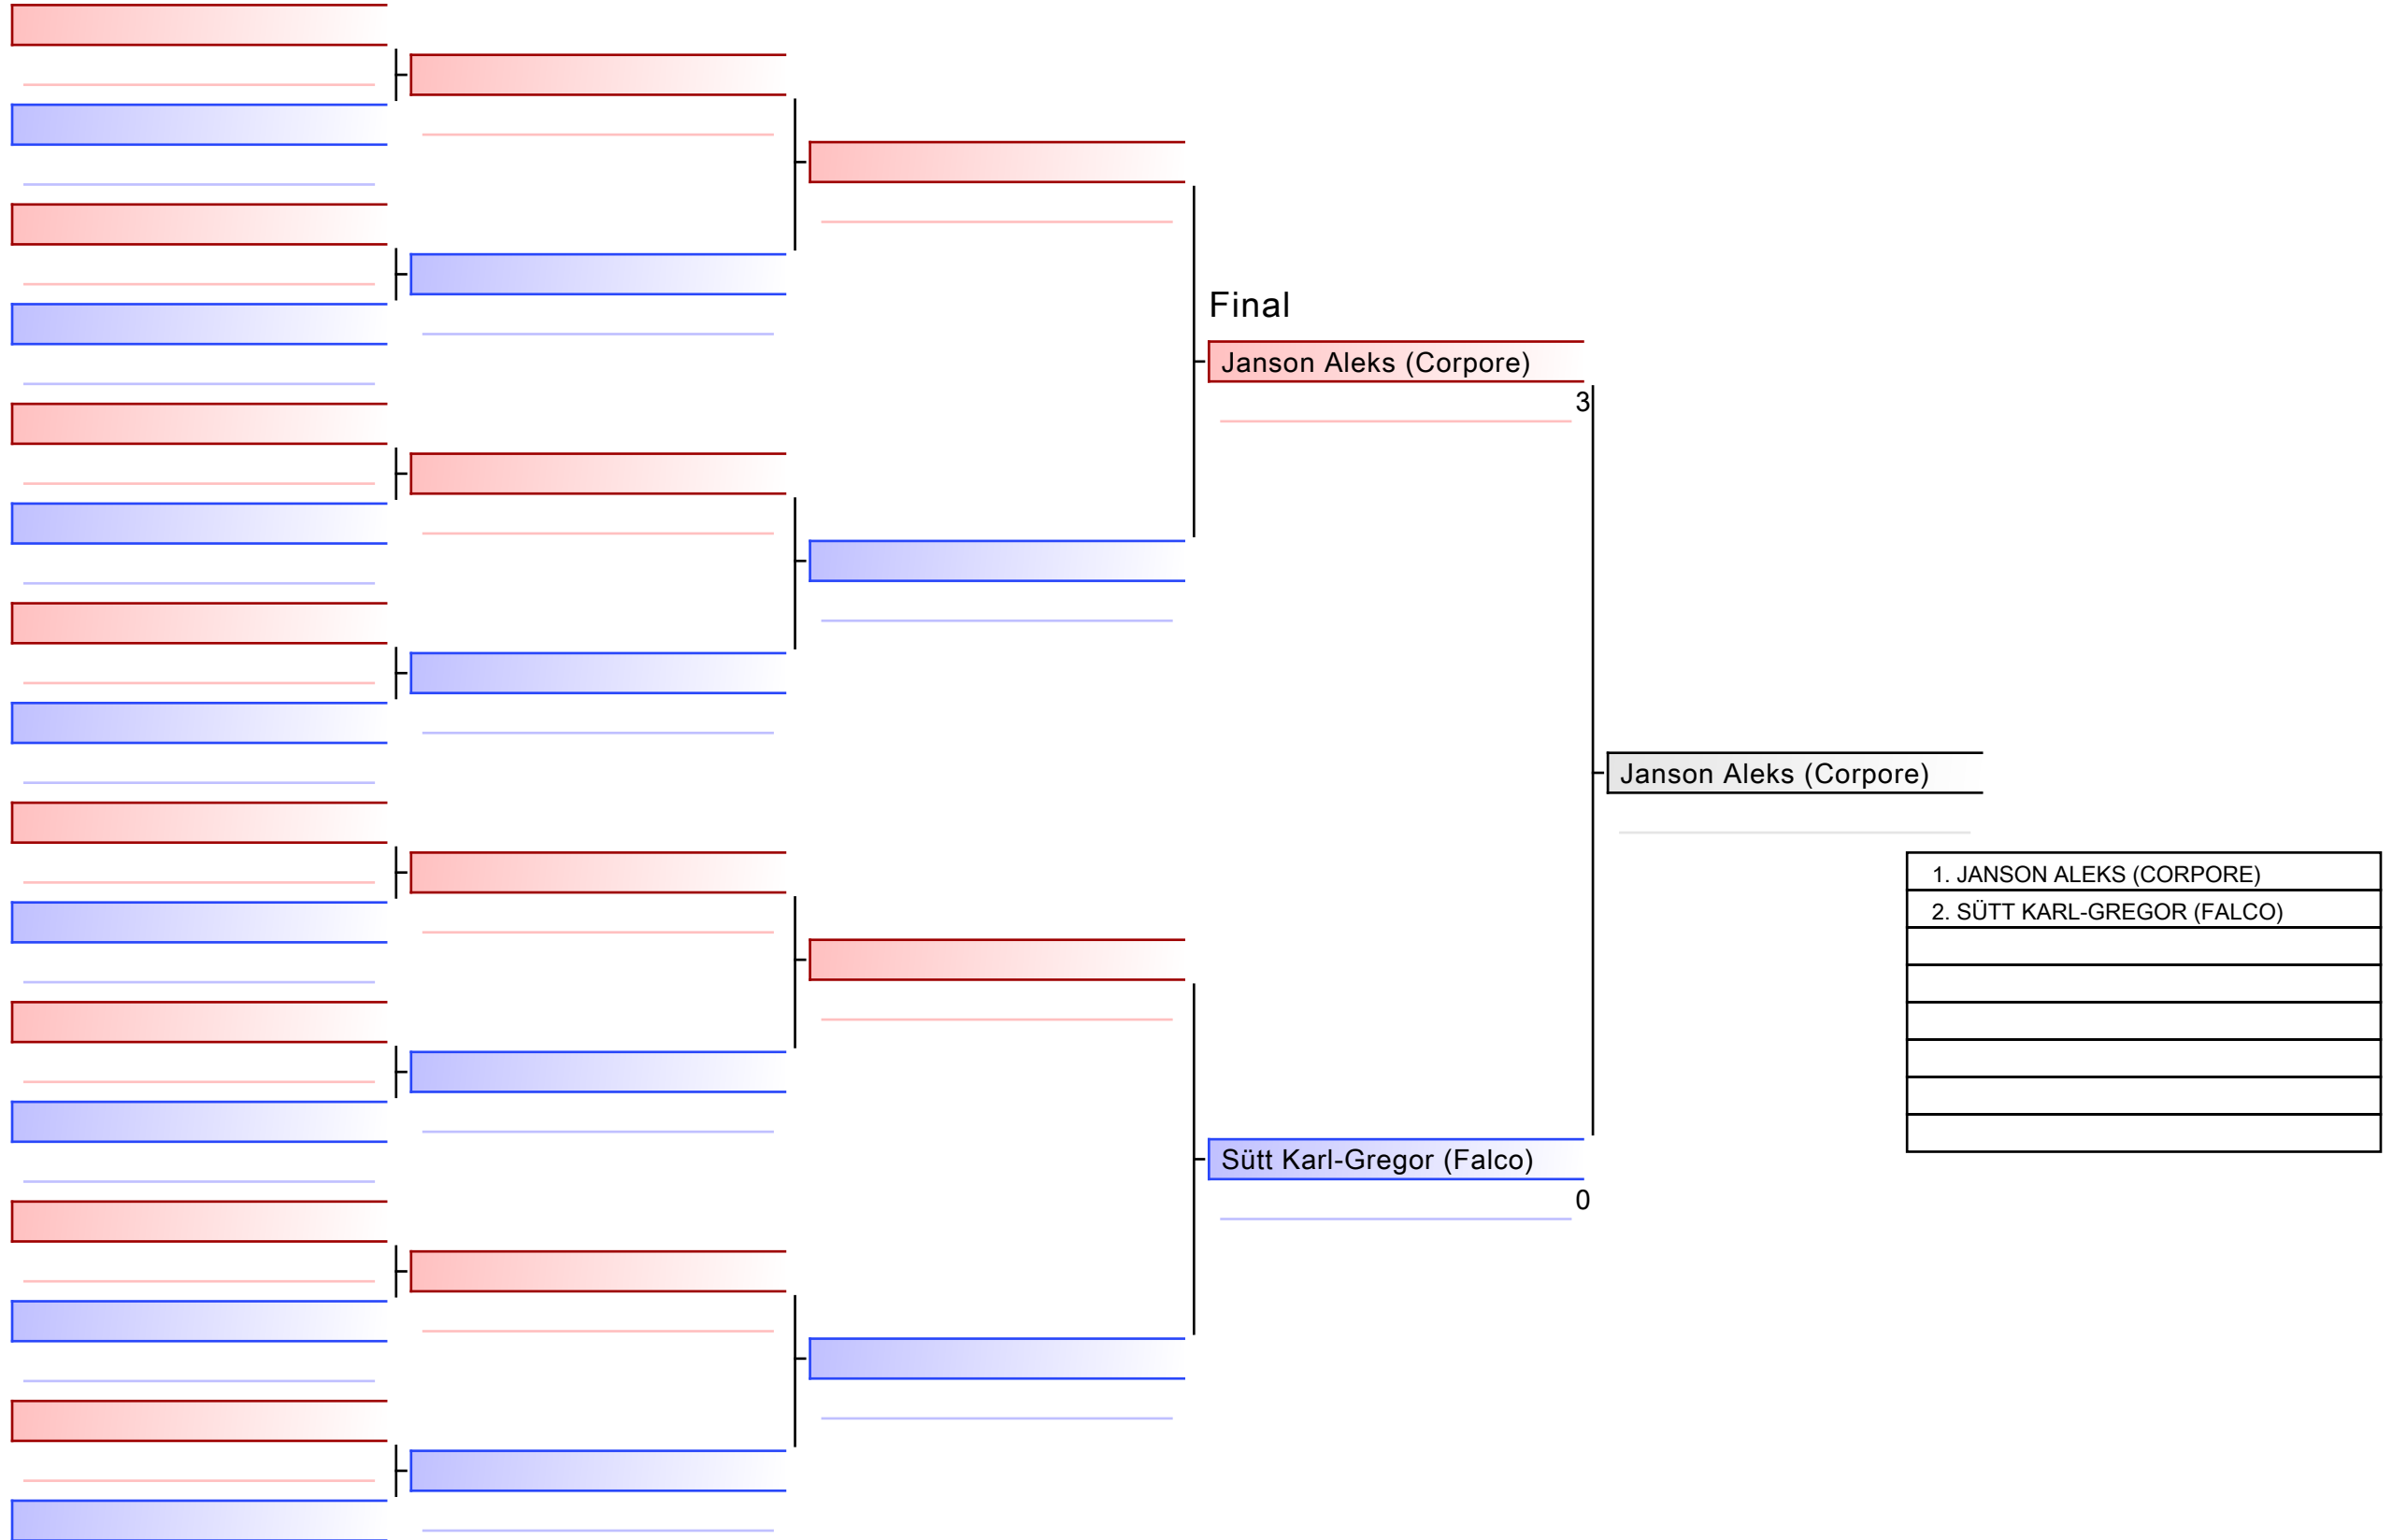 Final
Janson Aleks (Corpore)
3
Janson Aleks (Corpore)
1. JANSON ALEKS (CORPORE)
2. SÜTT KARL-GREGOR (FALCO)
Sütt Karl-Gregor (Falco)
0